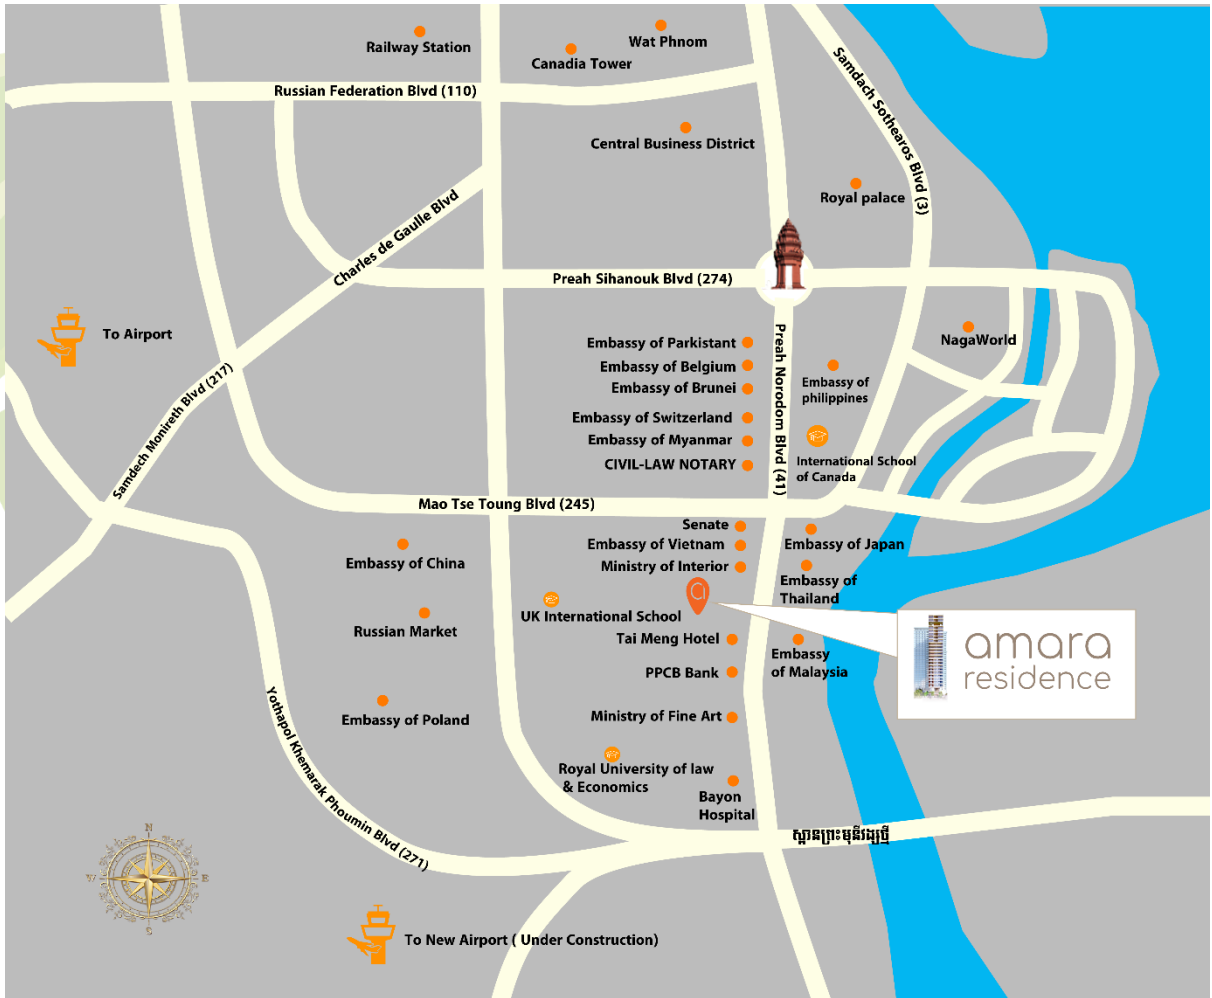 Railway Station
Wat Phnom
Canadia Tower
Russian Federation Blvd (110)
Samdach Sothearos Blvd (3)
Central Business District
Royal palace
Charles de Gaulle Blvd
Preah Sihanouk Blvd (274)
To Airport
NagaWorld
Embassy of Parkistant
Embassy of Belgium
Embassy of Brunei
Embassy of Switzerland
Embassy of Myanmar
CIVIL-LAW NOTARY
Preah Norodom Blvd (41)
Embassy of
philippines
International School
of Canada
Samdech Monireth Blvd (217)
Mao Tse Toung Blvd (245)
Senate
Embassy of Vietnam
Ministry of Interior
Embassy of Japan
Embassy of
Thailand
Embassy of China
UK International School
Russian Market
Tai Meng Hotel
Embassy
of Malaysia
amara
residence
PPCB Bank
Embassy of Poland
Ministry of Fine Art
Yothapol Khemarak Phoumin Blvd (271)
Royal University of law
& Economics
Bayon
Hospital
ស្ពានព្រះមុនីវង្សថ្មី
N
W
E
S
To New Airport ( Under Construction)